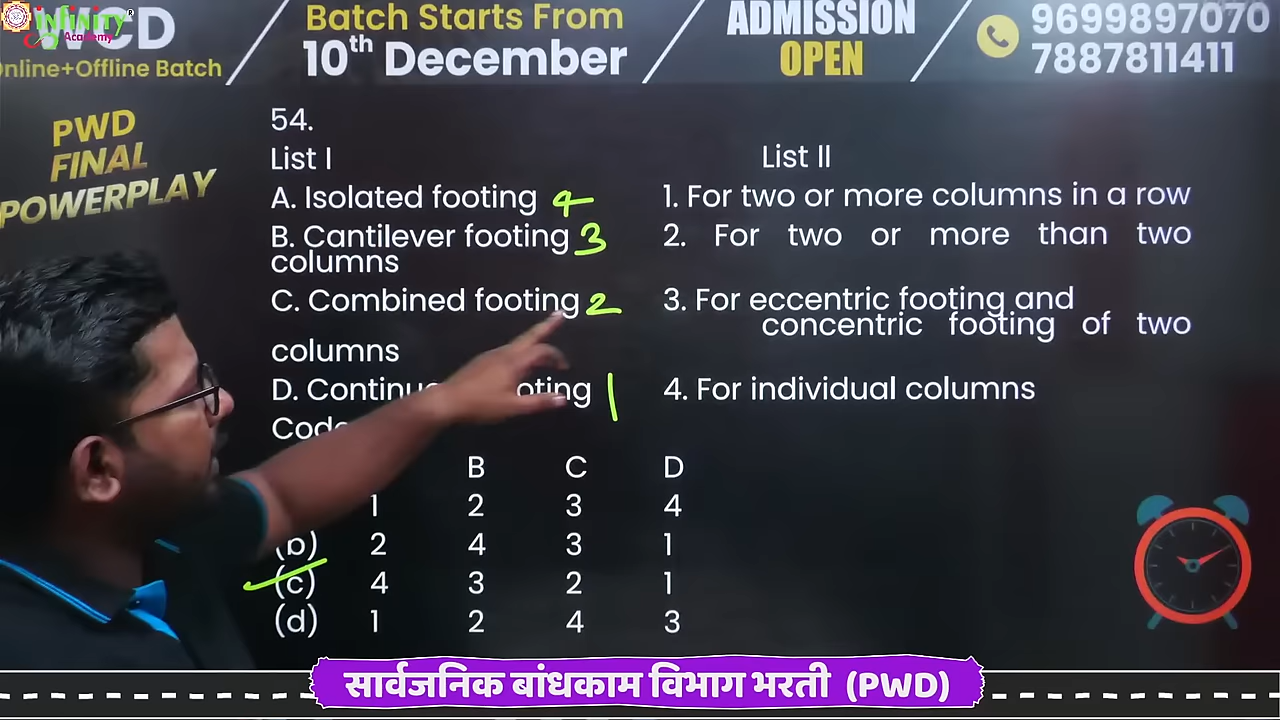 infinity®
Academy
WCD
Online+Offline Batch
Batch Starts From
10th December
ADMISSION
OPEN
9699897070
7887811411
PWD
FINAL
POWERPLAY
54.
List I List II
A. Isolated footing 4 1. For two or more columns in a row
B. Cantilever footing 3 2. For two or more than two
columns
C. Combined footing 2 3. For eccentric footing and
concentric footing of two
columns
D. footing 1 4. For individual columns
B C D
1 2 3 4
(b) 2 4 3 1
(c) 4 3 2 1
(d) 1 2 4 3
सार्वजनिक बांधकाम विभाग भरती (PWD)